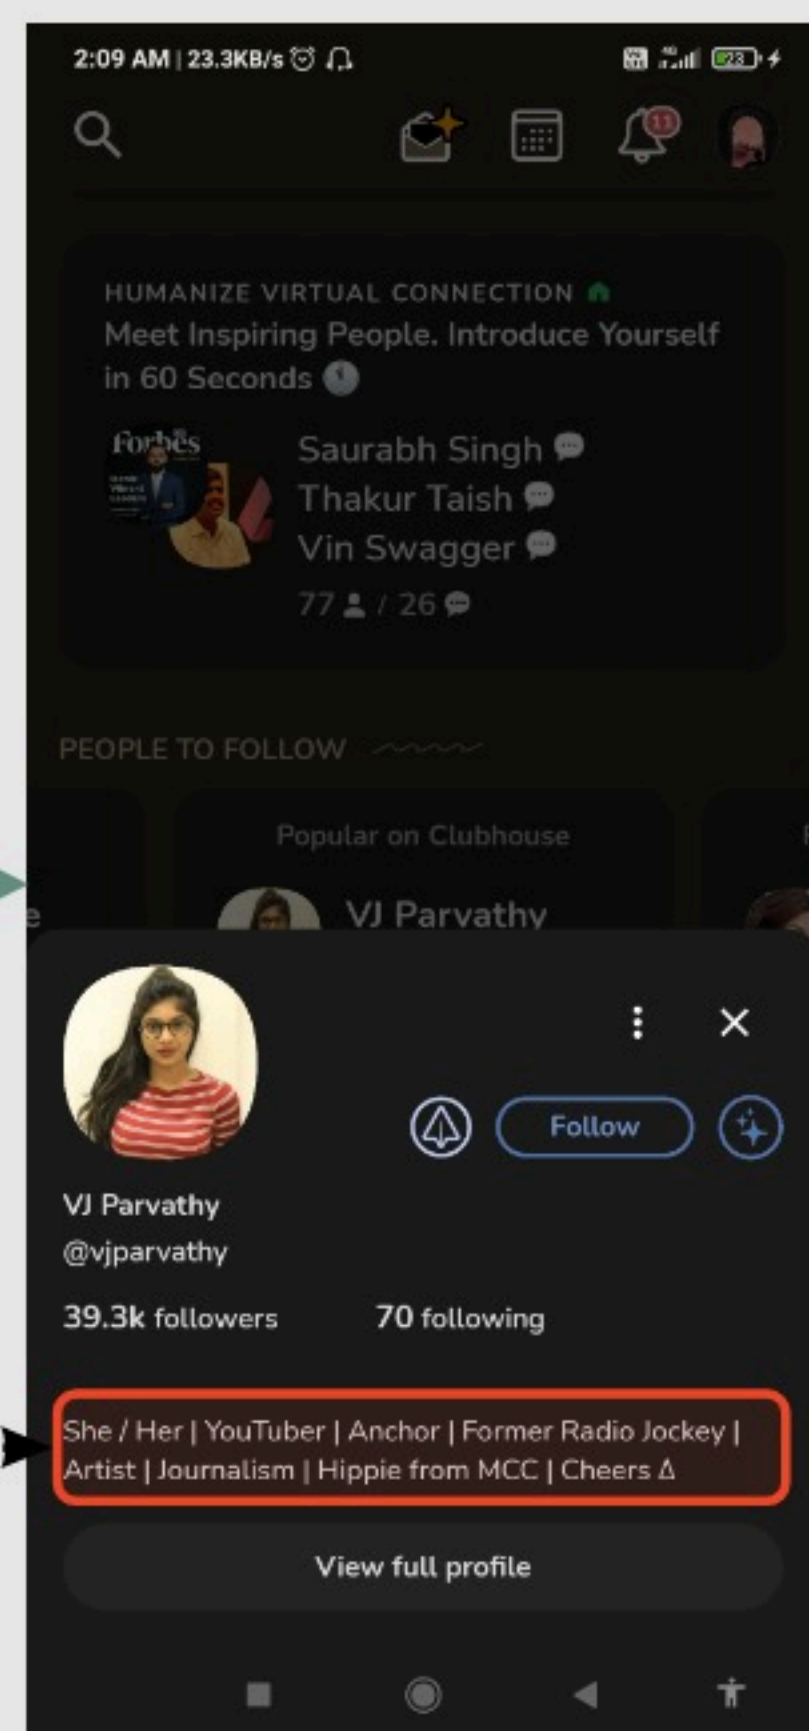 2:09 AM | 23.3KB/s
4G
23
11
HUMANIZE VIRTUAL CONNECTION
Meet Inspiring People. Introduce Yourself
in 60 Seconds
Forbes
Saurabh Singh
Thakur Taish
Vin Swagger
77 / 26
PEOPLE TO FOLLOW
Popular on Clubhouse
e
VJ Parvathy
Follow
VJ Parvathy
@vjparvathy
39.3k followers 70 following
She / Her | YouTuber | Anchor | Former Radio Jockey |
Artist | Journalism | Hippie from MCC | Cheers Δ
View full profile